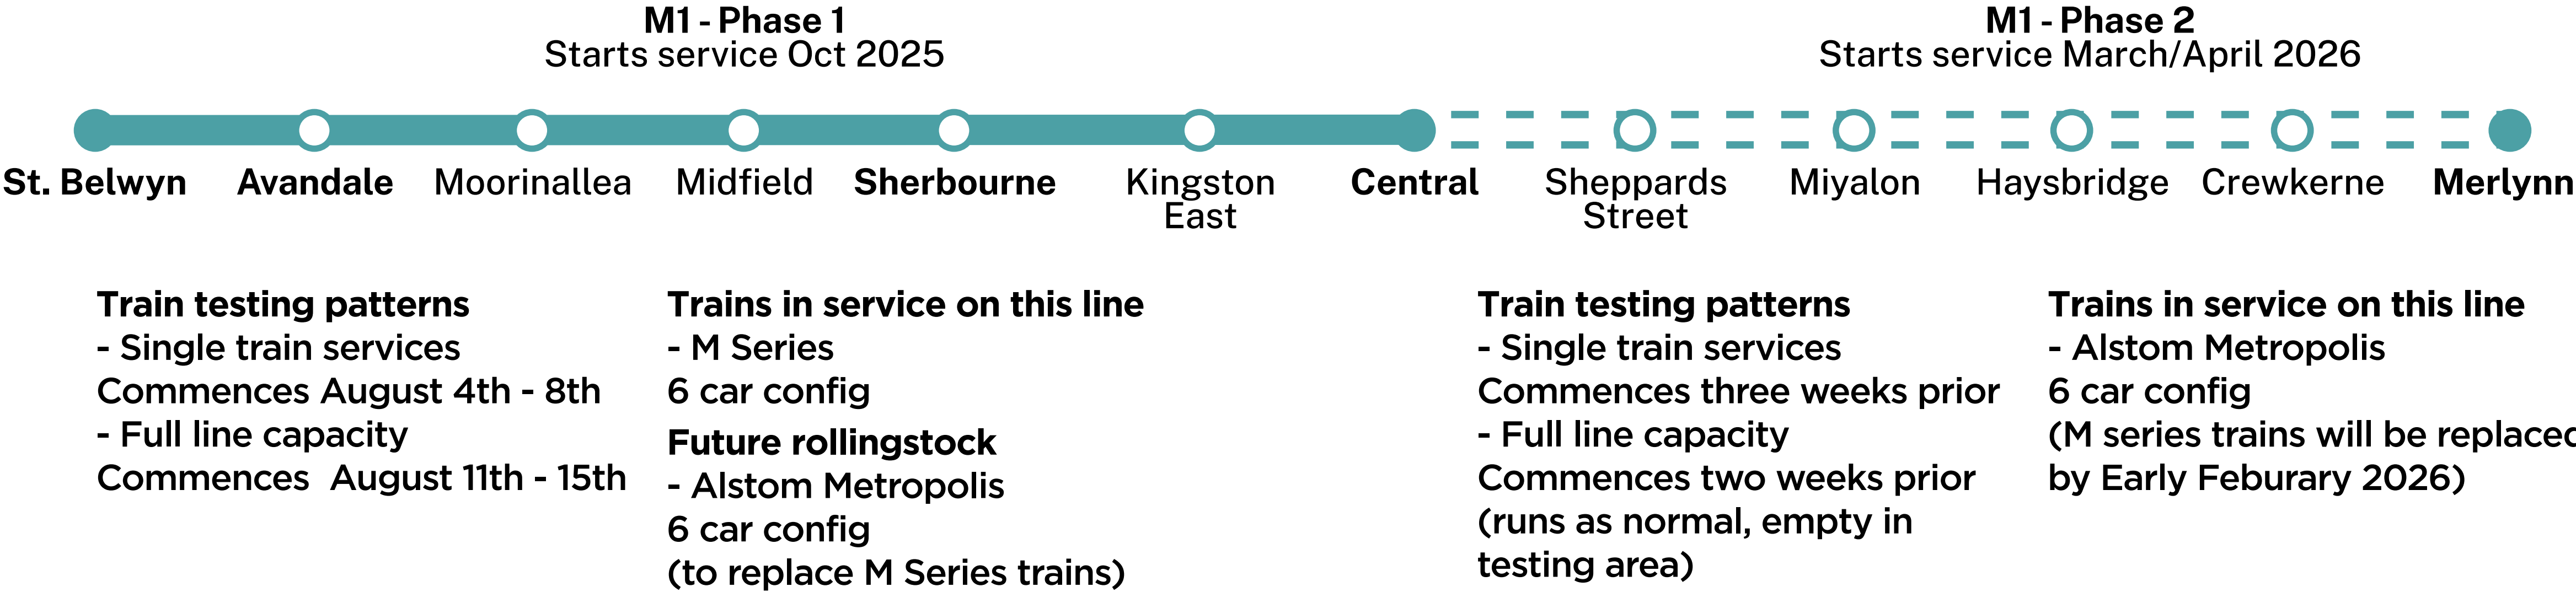 M1 - Phase 1
Starts service Oct 2025
M1 - Phase 2
Starts service March/April 2026
St. Belwyn
Avandale
Moorinallea
Midfield
Sherbourne
Kingston
East
Central
Sheppards
Street
Miyalon
Haysbridge
Crewkerne
Merlynn
Train testing patterns
- Single train services
Commences August 4th - 8th
- Full line capacity
Commences August 11th - 15th
Trains in service on this line
- M Series
6 car config
Future rollingstock
- Alstom Metropolis
6 car config
(to replace M Series trains)
Train testing patterns
- Single train services
Commences three weeks prior
- Full line capacity
Commences two weeks prior
(runs as normal, empty in
testing area)
Trains in service on this line
- Alstom Metropolis
6 car config
(M series trains will be replaced
by Early Feburary 2026)